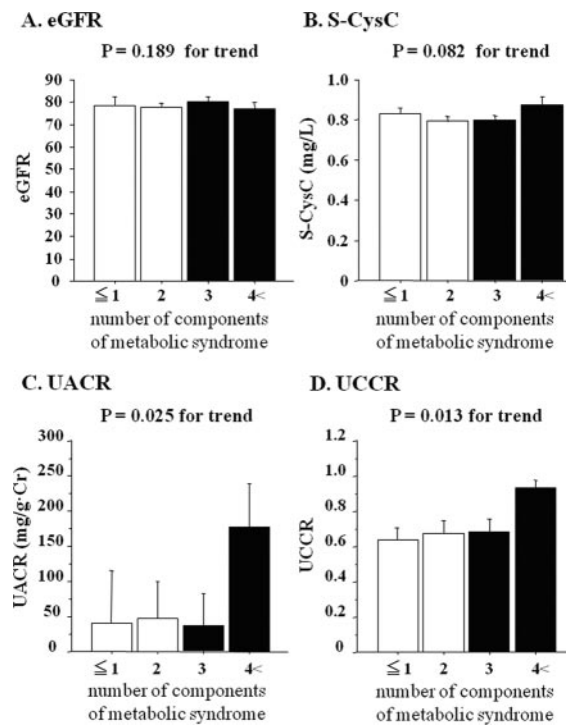 A. eGFR
P = 0.189 for trend
90
80
70
60
50
40
30
20
10
0
eGFR
≦ 1 2 3 4<
number of components
of metabolic syndrome
B. S-CysC
P = 0.082 for trend
1.0
0.8
0.6
0.4
0.2
0
S-CysC (mg/L)
≦ 1 2 3 4<
number of components
of metabolic syndrome
C. UACR
P = 0.025 for trend
300
250
200
150
100
50
0
UACR (mg/g·Cr)
≦ 1 2 3 4<
number of components
of metabolic syndrome
D. UCCR
P = 0.013 for trend
1.2
1.0
0.8
0.6
0.4
0.2
0
UCCR
≦ 1 2 3 4<
number of components
of metabolic syndrome